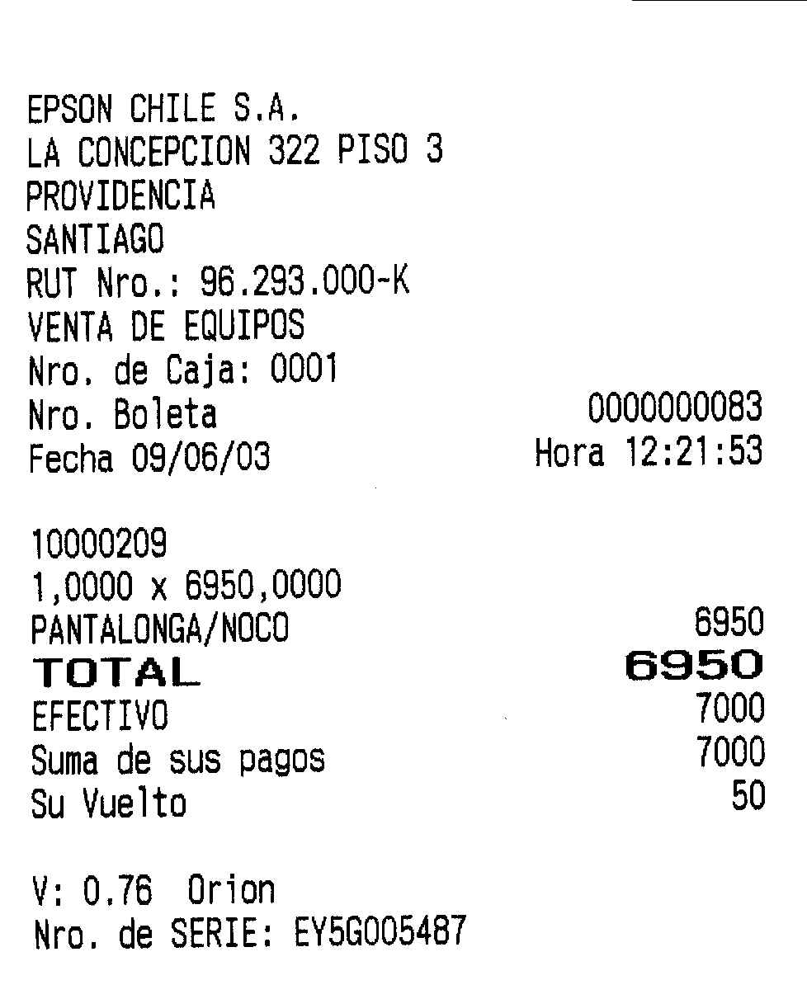 EPSON CHILE S.A.
LA CONCEPCION 322 PISO 3
PROVIDENCIA
SANTIAGO
RUT Nro.: 96.293.000-K
VENTA DE EQUIPOS
Nro. de Caja: 0001
Nro. Boleta 0000000083
Fecha 09/06/03 Hora 12:21:53
10000209
1,0000 x 6950,0000
PANTALONGA/NOCO 6950
TOTAL 6950
EFECTIVO 7000
Suma de sus pagos 7000
Su Vuelto 50
V: 0.76 Orion
Nro. de SERIE: EY5G005487